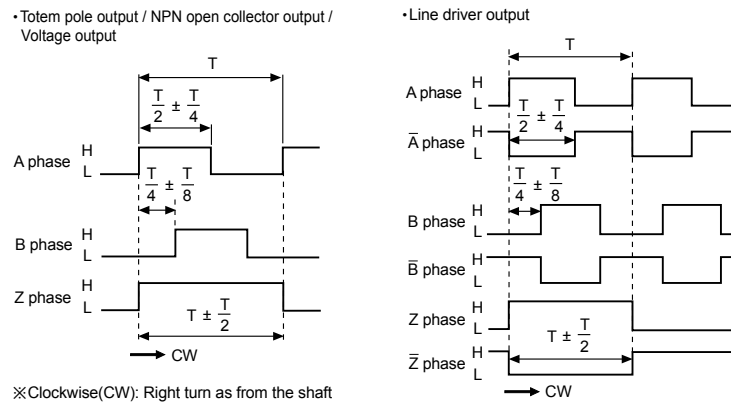 •Totem pole output / NPN open collector output /
Voltage output
T
T/2 ± T/4
A phase H
L
T/4 ± T/8
B phase H
L
Z phase H
L
T ± T/2
CW
※Clockwise(CW): Right turn as from the shaft
•Line driver output
T
A phase H
L
T/2 ± T/4
A̅ phase H
L
T/4 ± T/8
B phase H
L
B̅ phase H
L
Z phase H
L
T ± T/2
Z̅ phase H
L
CW